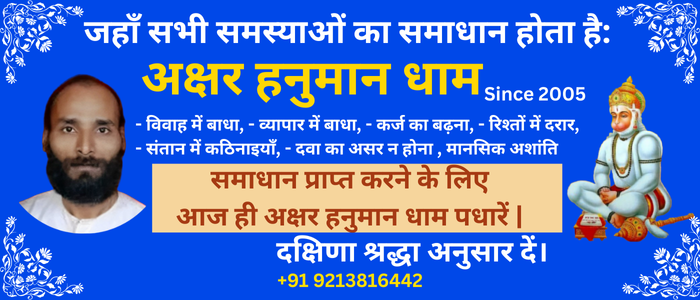 जहाँ सभी समस्याओं का समाधान होता है:
अक्षर हनुमान धाम Since 2005
- विवाह में बाधा, - व्यापार में बाधा, - कर्ज का बढ़ना, - रिश्तों में दरार,
- संतान में कठिनाइयाँ, - दवा का असर न होना , मानसिक अशांति
समाधान प्राप्त करने के लिए
आज ही अक्षर हनुमान धाम पधारें |
दक्षिणा श्रद्धा अनुसार दें।
+91 9213816442